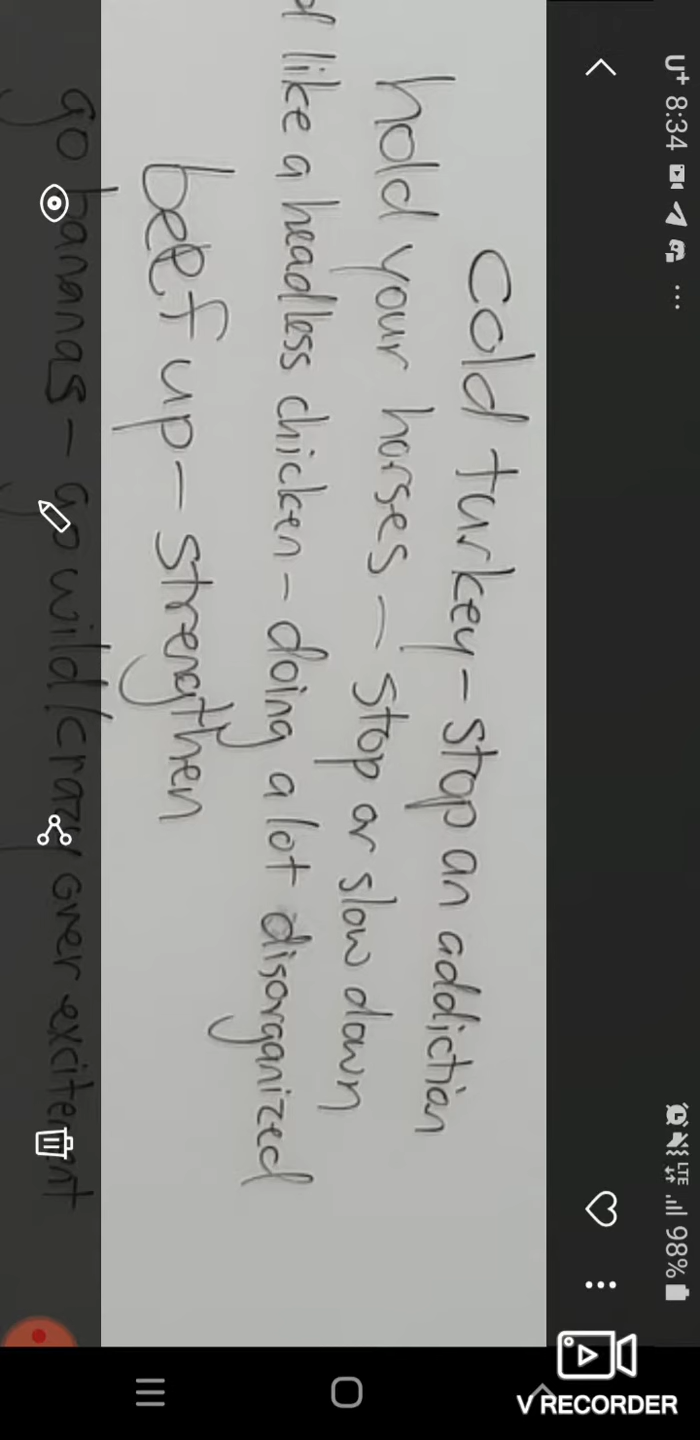 U+ 8:34
LTE 98%
cold turkey - stop an addiction
hold your horses - stop or slow down
like a headless chicken - doing a lot disorganized
beef up - strengthen
go bananas - go wild/crazy over excitement
V RECORDER